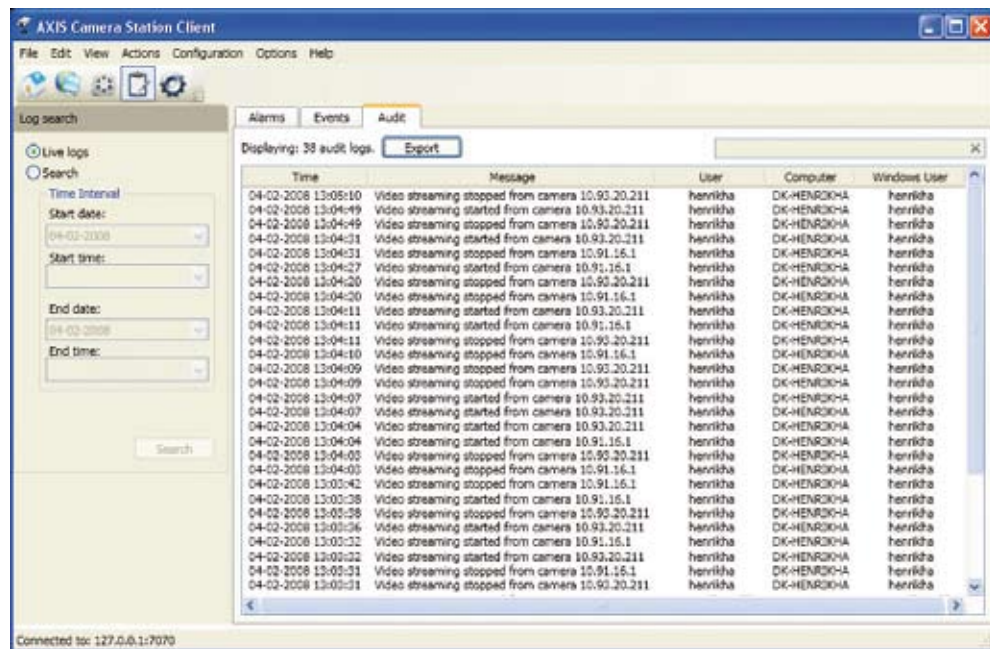 AXIS Camera Station Client
File Edit View Actions Configuration Options Help
Log search
Live logs
Search
Time Interval
Start date:
04-02-2008
Start time:
End date:
04-02-2008
End time:
Search
Alarms Events Audit
Displaying: 38 audit logs. Export
Time Message User Computer Windows User
04-02-2008 13:05:10 Video streaming stopped from camera 10.93.20.211 henrikha DK-HENRIKHA henrikha
04-02-2008 13:04:49 Video streaming started from camera 10.93.20.211 henrikha DK-HENRIKHA henrikha
04-02-2008 13:04:49 Video streaming stopped from camera 10.93.20.211 henrikha DK-HENRIKHA henrikha
04-02-2008 13:04:31 Video streaming started from camera 10.93.20.211 henrikha DK-HENRIKHA henrikha
04-02-2008 13:04:31 Video streaming stopped from camera 10.91.16.1 henrikha DK-HENRIKHA henrikha
04-02-2008 13:04:27 Video streaming started from camera 10.91.16.1 henrikha DK-HENRIKHA henrikha
04-02-2008 13:04:20 Video streaming stopped from camera 10.93.20.211 henrikha DK-HENRIKHA henrikha
04-02-2008 13:04:20 Video streaming stopped from camera 10.91.16.1 henrikha DK-HENRIKHA henrikha
04-02-2008 13:04:11 Video streaming started from camera 10.93.20.211 henrikha DK-HENRIKHA henrikha
04-02-2008 13:04:11 Video streaming started from camera 10.91.16.1 henrikha DK-HENRIKHA henrikha
04-02-2008 13:04:11 Video streaming stopped from camera 10.93.20.211 henrikha DK-HENRIKHA henrikha
04-02-2008 13:04:10 Video streaming stopped from camera 10.91.16.1 henrikha DK-HENRIKHA henrikha
04-02-2008 13:04:09 Video streaming started from camera 10.93.20.211 henrikha DK-HENRIKHA henrikha
04-02-2008 13:04:09 Video streaming stopped from camera 10.93.20.211 henrikha DK-HENRIKHA henrikha
04-02-2008 13:04:07 Video streaming started from camera 10.93.20.211 henrikha DK-HENRIKHA henrikha
04-02-2008 13:04:07 Video streaming stopped from camera 10.93.20.211 henrikha DK-HENRIKHA henrikha
04-02-2008 13:04:04 Video streaming started from camera 10.93.20.211 henrikha DK-HENRIKHA henrikha
04-02-2008 13:04:04 Video streaming started from camera 10.91.16.1 henrikha DK-HENRIKHA henrikha
04-02-2008 13:04:03 Video streaming stopped from camera 10.93.20.211 henrikha DK-HENRIKHA henrikha
04-02-2008 13:04:03 Video streaming stopped from camera 10.91.16.1 henrikha DK-HENRIKHA henrikha
04-02-2008 13:03:42 Video streaming started from camera 10.91.16.1 henrikha DK-HENRIKHA henrikha
04-02-2008 13:03:38 Video streaming started from camera 10.91.16.1 henrikha DK-HENRIKHA henrikha
04-02-2008 13:03:38 Video streaming stopped from camera 10.93.20.211 henrikha DK-HENRIKHA henrikha
04-02-2008 13:03:36 Video streaming started from camera 10.93.20.211 henrikha DK-HENRIKHA henrikha
04-02-2008 13:03:32 Video streaming started from camera 10.91.16.1 henrikha DK-HENRIKHA henrikha
04-02-2008 13:03:32 Video streaming started from camera 10.93.20.211 henrikha DK-HENRIKHA henrikha
04-02-2008 13:03:31 Video streaming stopped from camera 10.91.16.1 henrikha DK-HENRIKHA henrikha
04-02-2008 13:03:31 Video streaming stopped from camera 10.93.20.211 henrikha DK-HENRIKHA henrikha
Connected to: 127.0.0.1:7070